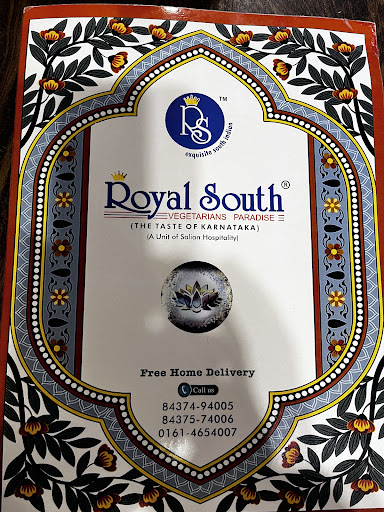 RS ™
exquisite south indian
Royal South ®
VEGETARIANS PARADISE
(THE TASTE OF KARNATAKA)
(A Unit of Salian Hospitality)
Free Home Delivery
Call us
84374-94005
84375-74006
0161-4654007